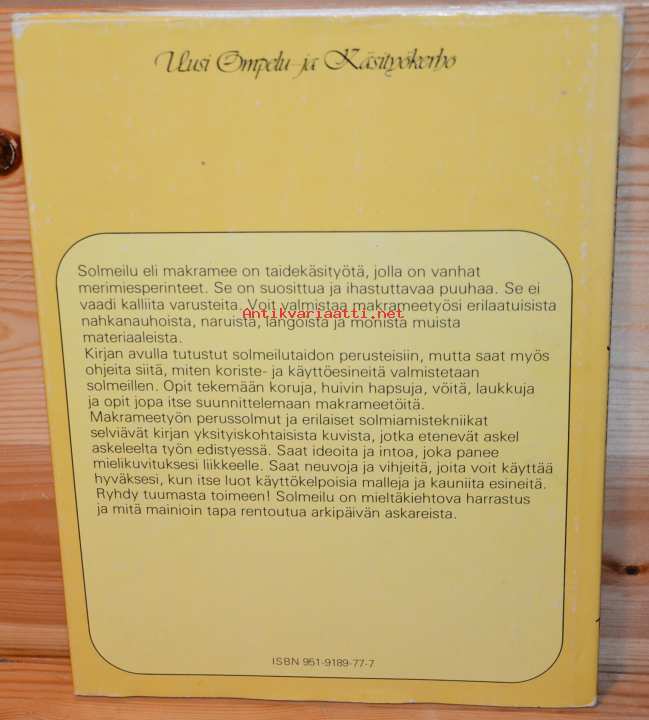 Uusi Ompelu- ja Käsityökerho
Solmeilu eli makramee on taidekäsityötä, jolla on vanhat
merimiesperinteet. Se on suosittua ja ihastuttavaa puuhaa. Se ei
vaadi kalliita varusteita. Voit valmistaa makrameetyösi erilaatuisista
Antikvariaatti.net
nahkanauhoista, naruista, langoista ja monista muista
materiaaleista.
Kirjan avulla tutustut solmeilutaidon perusteisiin, mutta saat myös
ohjeita siitä, miten koriste- ja käyttöesineitä valmistetaan
solmeillen. Opit tekemään koruja, huivin hapsuja, vöitä, laukkuja
ja opit jopa itse suunnittelemaan makrameetöitä.
Makrameetyön perussolmut ja erilaiset solmiamistekniikat
selviävät kirjan yksityiskohtaisista kuvista, jotka etenevät askel
askeleelta työn edistyessä. Saat ideoita ja intoa, joka panee
mielikuvituksesi liikkeelle. Saat neuvoja ja vihjeitä, joita voit käyttää
hyväksesi, kun itse luot käyttökelpoisia malleja ja kauniita esineitä.
Ryhdy tuumasta toimeen! Solmeilu on mieltäkiehtova harrastus
ja mitä mainioin tapa rentoutua arkipäivän askareista.
ISBN 951-9189-77-7